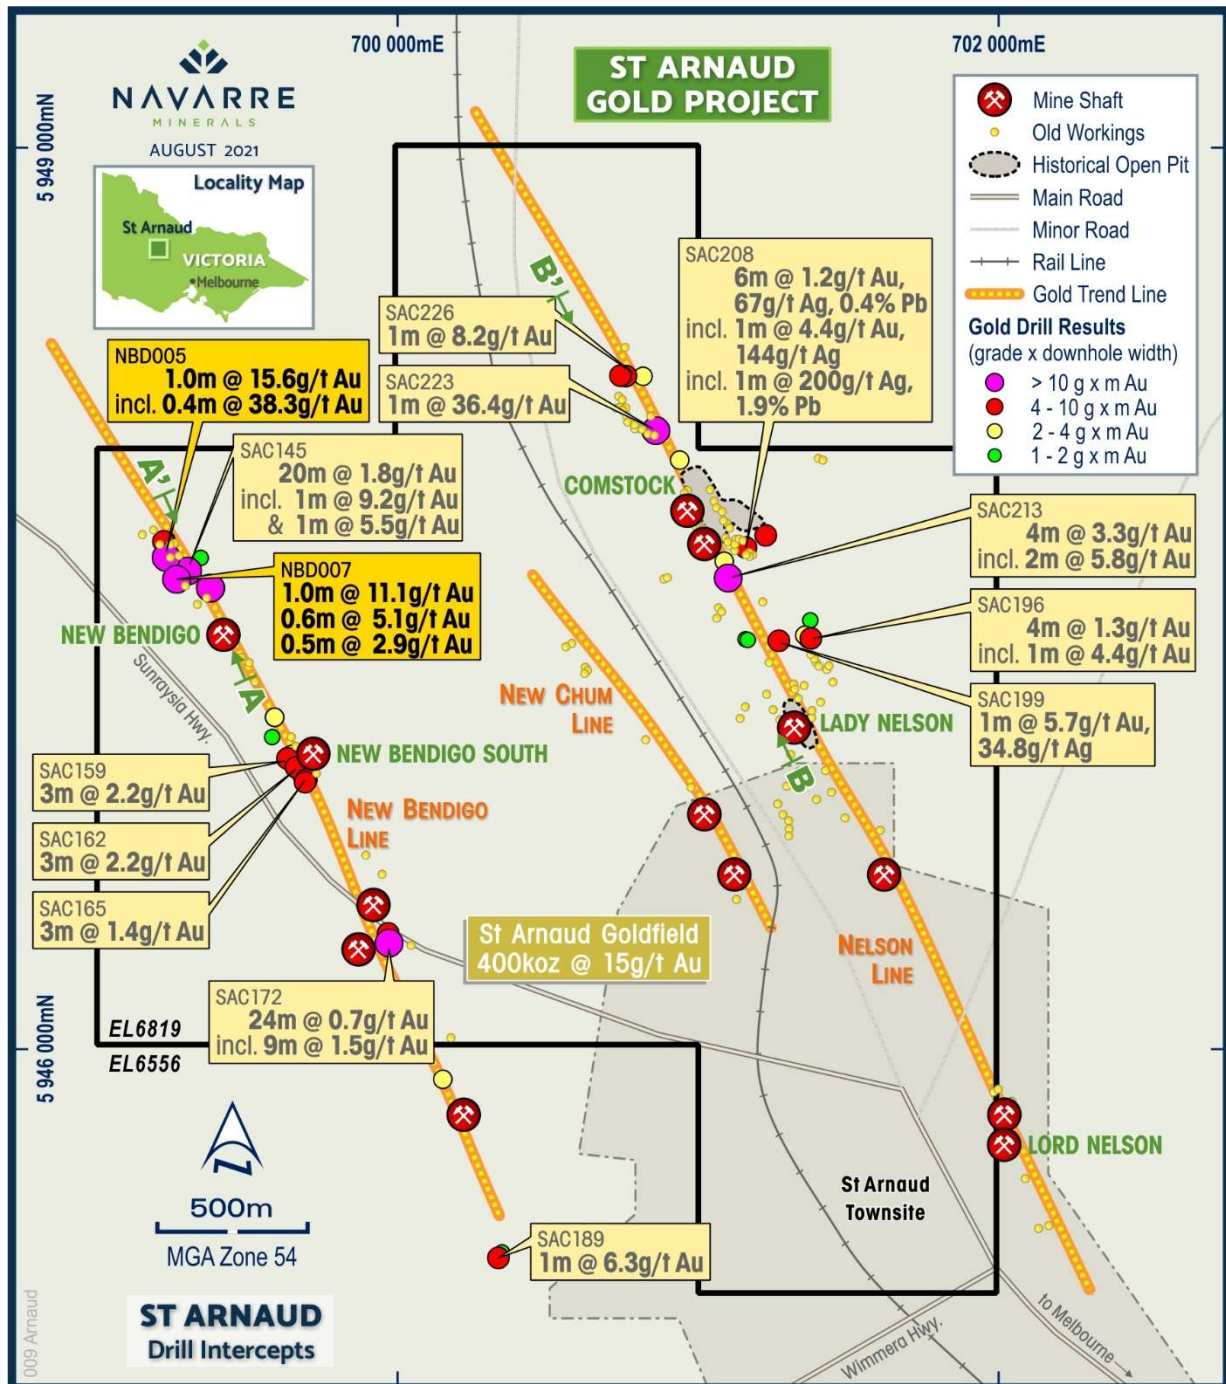 700 000mE
702 000mE
5 949 000mN
5 946 000mN
NAVARRE
MINERALS
AUGUST 2021
Locality Map
St Arnaud
VICTORIA
Melbourne
ST ARNAUD
GOLD PROJECT
Mine Shaft
Old Workings
Historical Open Pit
Main Road
Minor Road
Rail Line
Gold Trend Line
Gold Drill Results
(grade x downhole width)
> 10 g x m Au
4 - 10 g x m Au
2 - 4 g x m Au
1 - 2 g x m Au
B'
SAC208
6m @ 1.2g/t Au,
67g/t Ag, 0.4% Pb
incl. 1m @ 4.4g/t Au,
144g/t Ag
incl. 1m @ 200g/t Ag,
1.9% Pb
SAC226
1m @ 8.2g/t Au
SAC223
1m @ 36.4g/t Au
NBD005
1.0m @ 15.6g/t Au
incl. 0.4m @ 38.3g/t Au
SAC145
20m @ 1.8g/t Au
incl. 1m @ 9.2g/t Au
& 1m @ 5.5g/t Au
A'
COMSTOCK
SAC213
4m @ 3.3g/t Au
incl. 2m @ 5.8g/t Au
NBD007
1.0m @ 11.1g/t Au
0.6m @ 5.1g/t Au
0.5m @ 2.9g/t Au
SAC196
4m @ 1.3g/t Au
incl. 1m @ 4.4g/t Au
NEW BENDIGO
Sunraysia Hwy.
A
NEW CHUM
LINE
SAC199
1m @ 5.7g/t Au,
34.8g/t Ag
LADY NELSON
B
NEW BENDIGO SOUTH
SAC159
3m @ 2.2g/t Au
NEW BENDIGO
LINE
SAC162
3m @ 2.2g/t Au
SAC165
3m @ 1.4g/t Au
St Arnaud Goldfield
400koz @ 15g/t Au
NELSON
LINE
SAC172
24m @ 0.7g/t Au
incl. 9m @ 1.5g/t Au
EL6819
EL6556
N
500m
MGA Zone 54
LORD NELSON
St Arnaud
Townsite
SAC189
1m @ 6.3g/t Au
ST ARNAUD
Drill Intercepts
Wimmera Hwy.
to Melbourne
009 Arnaud